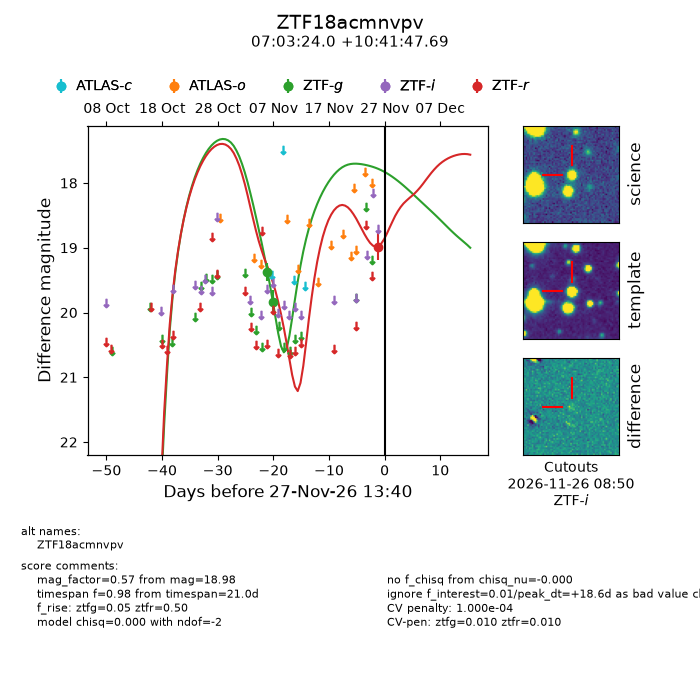 ZTF18acmnvpv
07:03:24.0 +10:41:47.69
ATLAS-c
ATLAS-o
ZTF-g
ZTF-i
ZTF-r
08 Oct 18 Oct 28 Oct 07 Nov 17 Nov 27 Nov 07 Dec
Difference magnitude
18
19
20
21
22
−50 −40 −30 −20 −10 0 10
Days before 27-Nov-26 13:40
science
template
difference
Cutouts
2026-11-26 08:50
ZTF-i
alt names:
ZTF18acmnvpv
score comments:
mag_factor=0.57 from mag=18.98
timespan f=0.98 from timespan=21.0d
f_rise: ztfg=0.05 ztfr=0.50
model chisq=0.000 with ndof=-2
no f_chisq from chisq_nu=-0.000
ignore f_interest=0.01/peak_dt=+18.6d as bad value
CV penalty: 1.000e-04
CV-pen: ztfg=0.010 ztfr=0.010